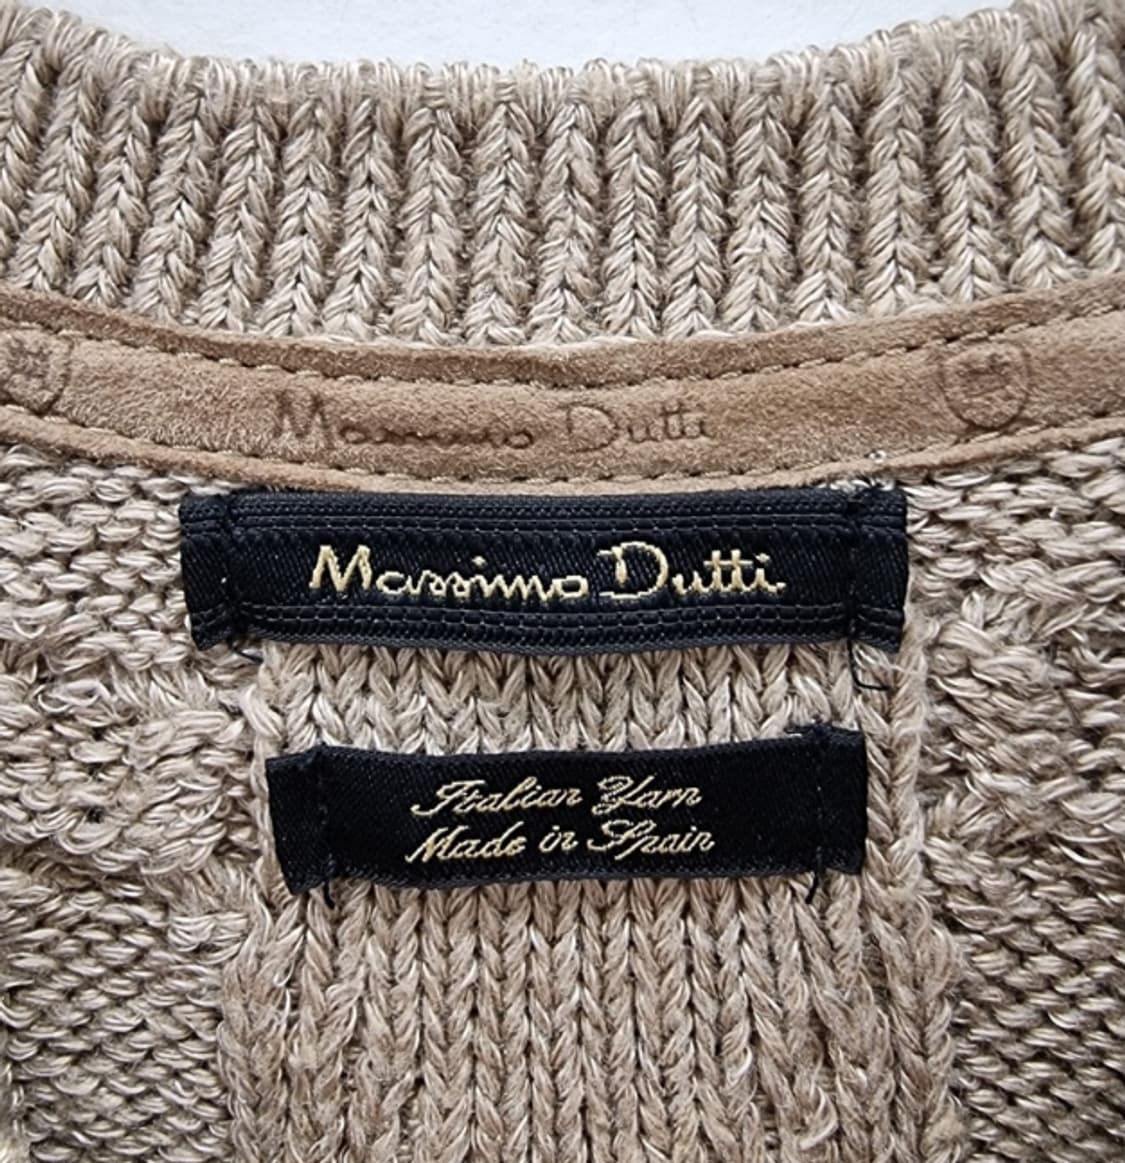 Massimo Dutti
Massimo Dutti
Italian Yarn
Made in Spain